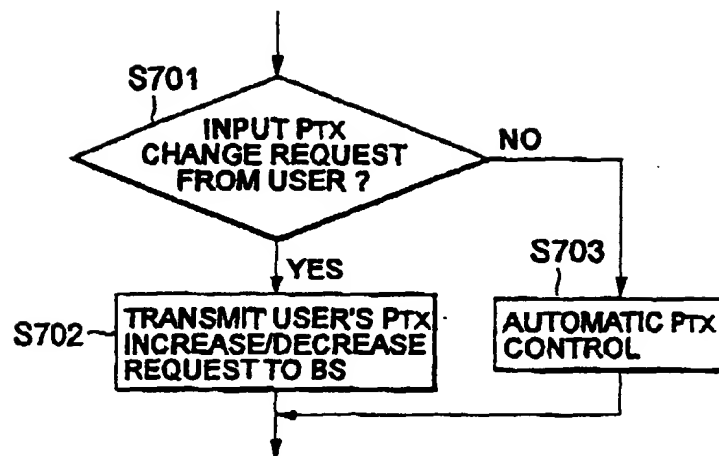 S701
INPUT PTX
CHANGE REQUEST
FROM USER ?
NO
YES
S703
S702
TRANSMIT USER'S PTX
INCREASE/DECREASE
REQUEST TO BS
AUTOMATIC PTX
CONTROL